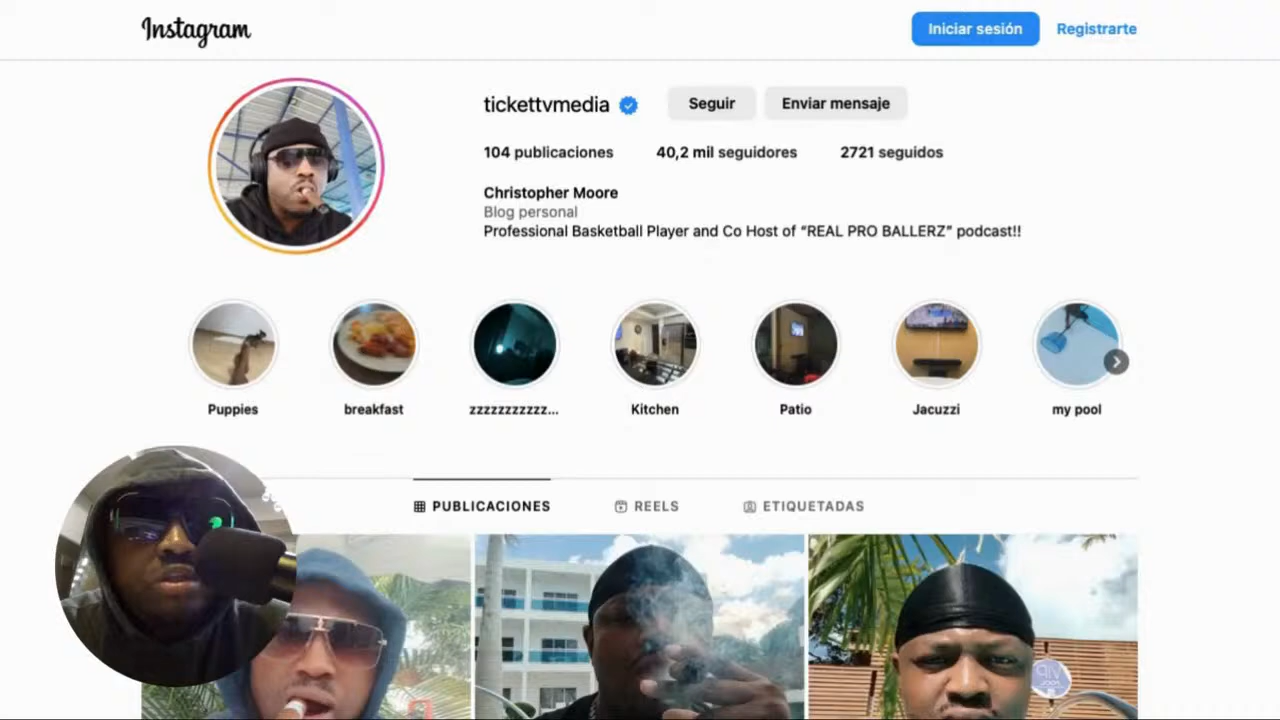 Instagram
Iniciar sesión
Registrarte
tickettvmedia
Seguir
Enviar mensaje
104 publicaciones
40,2 mil seguidores
2721 seguidos
Christopher Moore
Blog personal
Professional Basketball Player and Co Host of “REAL PRO BALLERZ” podcast!!
Puppies
breakfast
zzzzzzzzzzz...
Kitchen
Patio
Jacuzzi
my pool
PUBLICACIONES
REELS
ETIQUETADAS
VIP